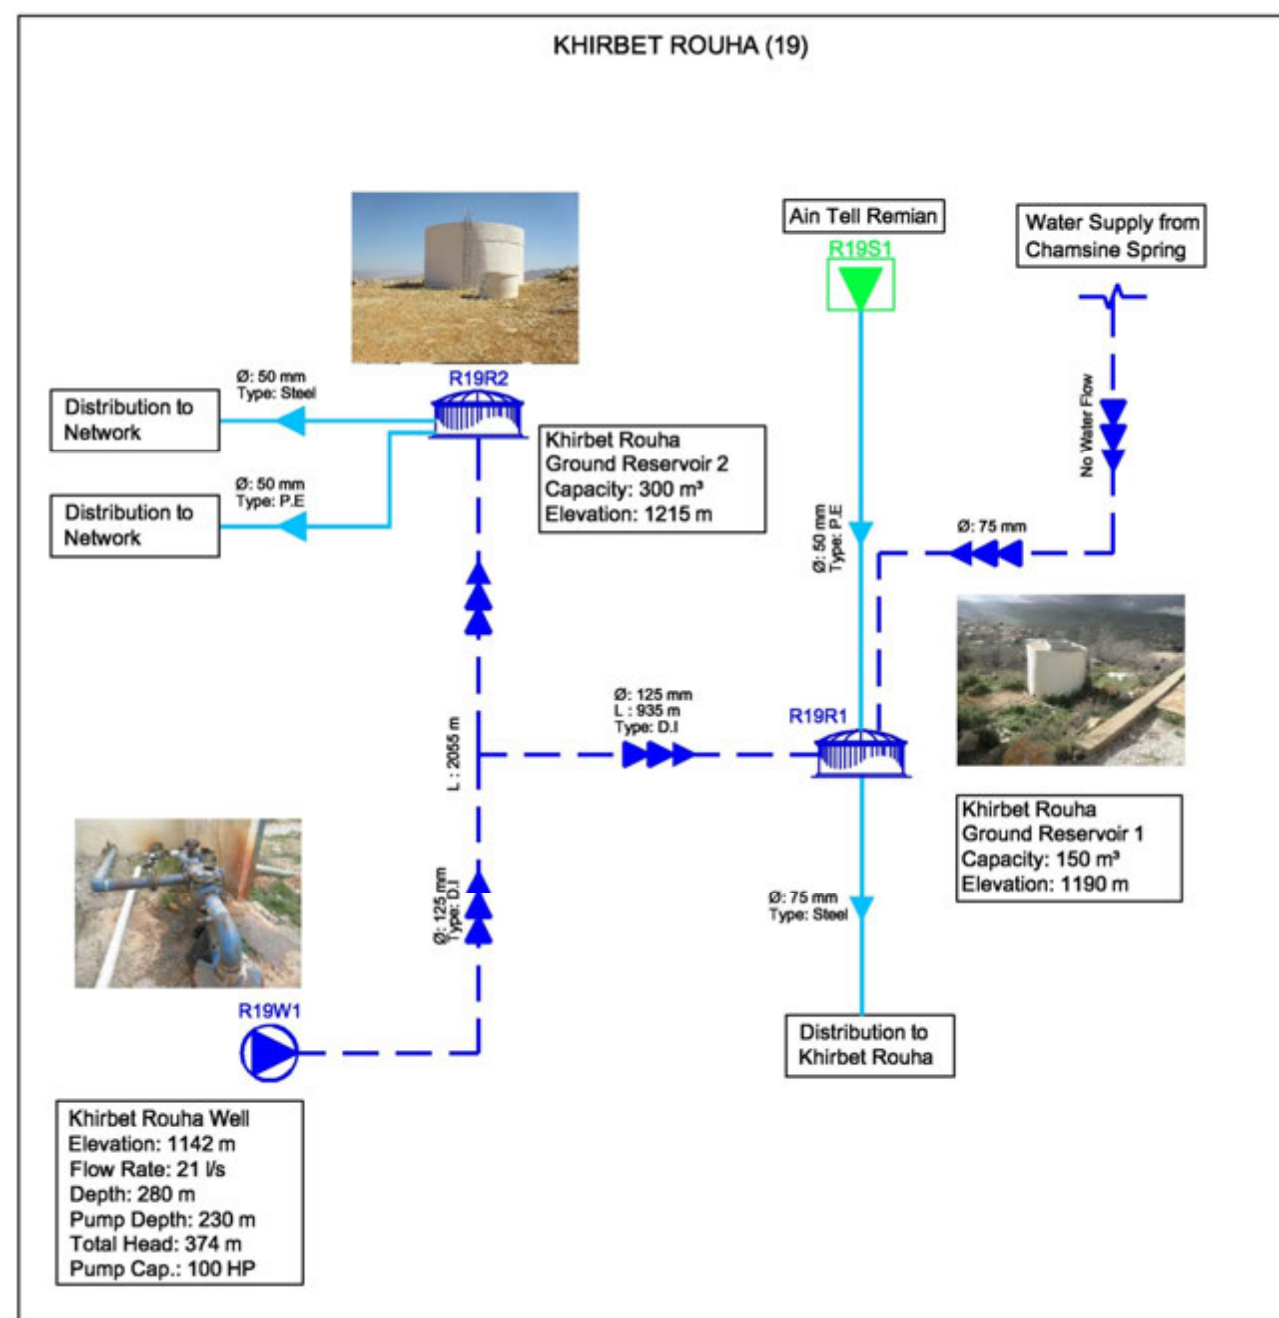 KHIRBET ROUHA (19)
Ain Tell Remian
R19S1
Water Supply from
Chamsine Spring
No Water Flow
Ø: 75 mm
R19R2
Ø: 50 mm
Type: Steel
Distribution to
Network
Ø: 50 mm
Type: P.E
Distribution to
Network
Khirbet Rouha
Ground Reservoir 2
Capacity: 300 m³
Elevation: 1215 m
Ø: 50 mm
Type: P.E
Ø: 125 mm
L : 935 m
Type: D.I
R19R1
L : 2055 m
Khirbet Rouha
Ground Reservoir 1
Capacity: 150 m³
Elevation: 1190 m
Ø: 125 mm
Type: D.I
Ø: 75 mm
Type: Steel
R19W1
Distribution to
Khirbet Rouha
Khirbet Rouha Well
Elevation: 1142 m
Flow Rate: 21 l/s
Depth: 280 m
Pump Depth: 230 m
Total Head: 374 m
Pump Cap.: 100 HP